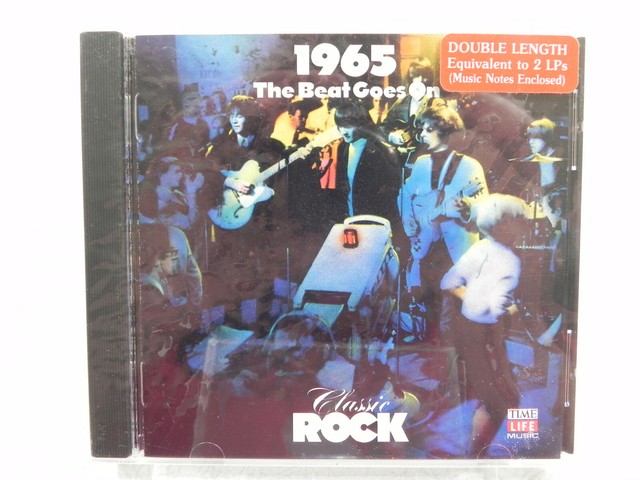 1965
The Beat Goes On
DOUBLE LENGTH
Equivalent to 2 LPs
(Music Notes Enclosed)
Classic
ROCK
TIME
LIFE
MUSIC